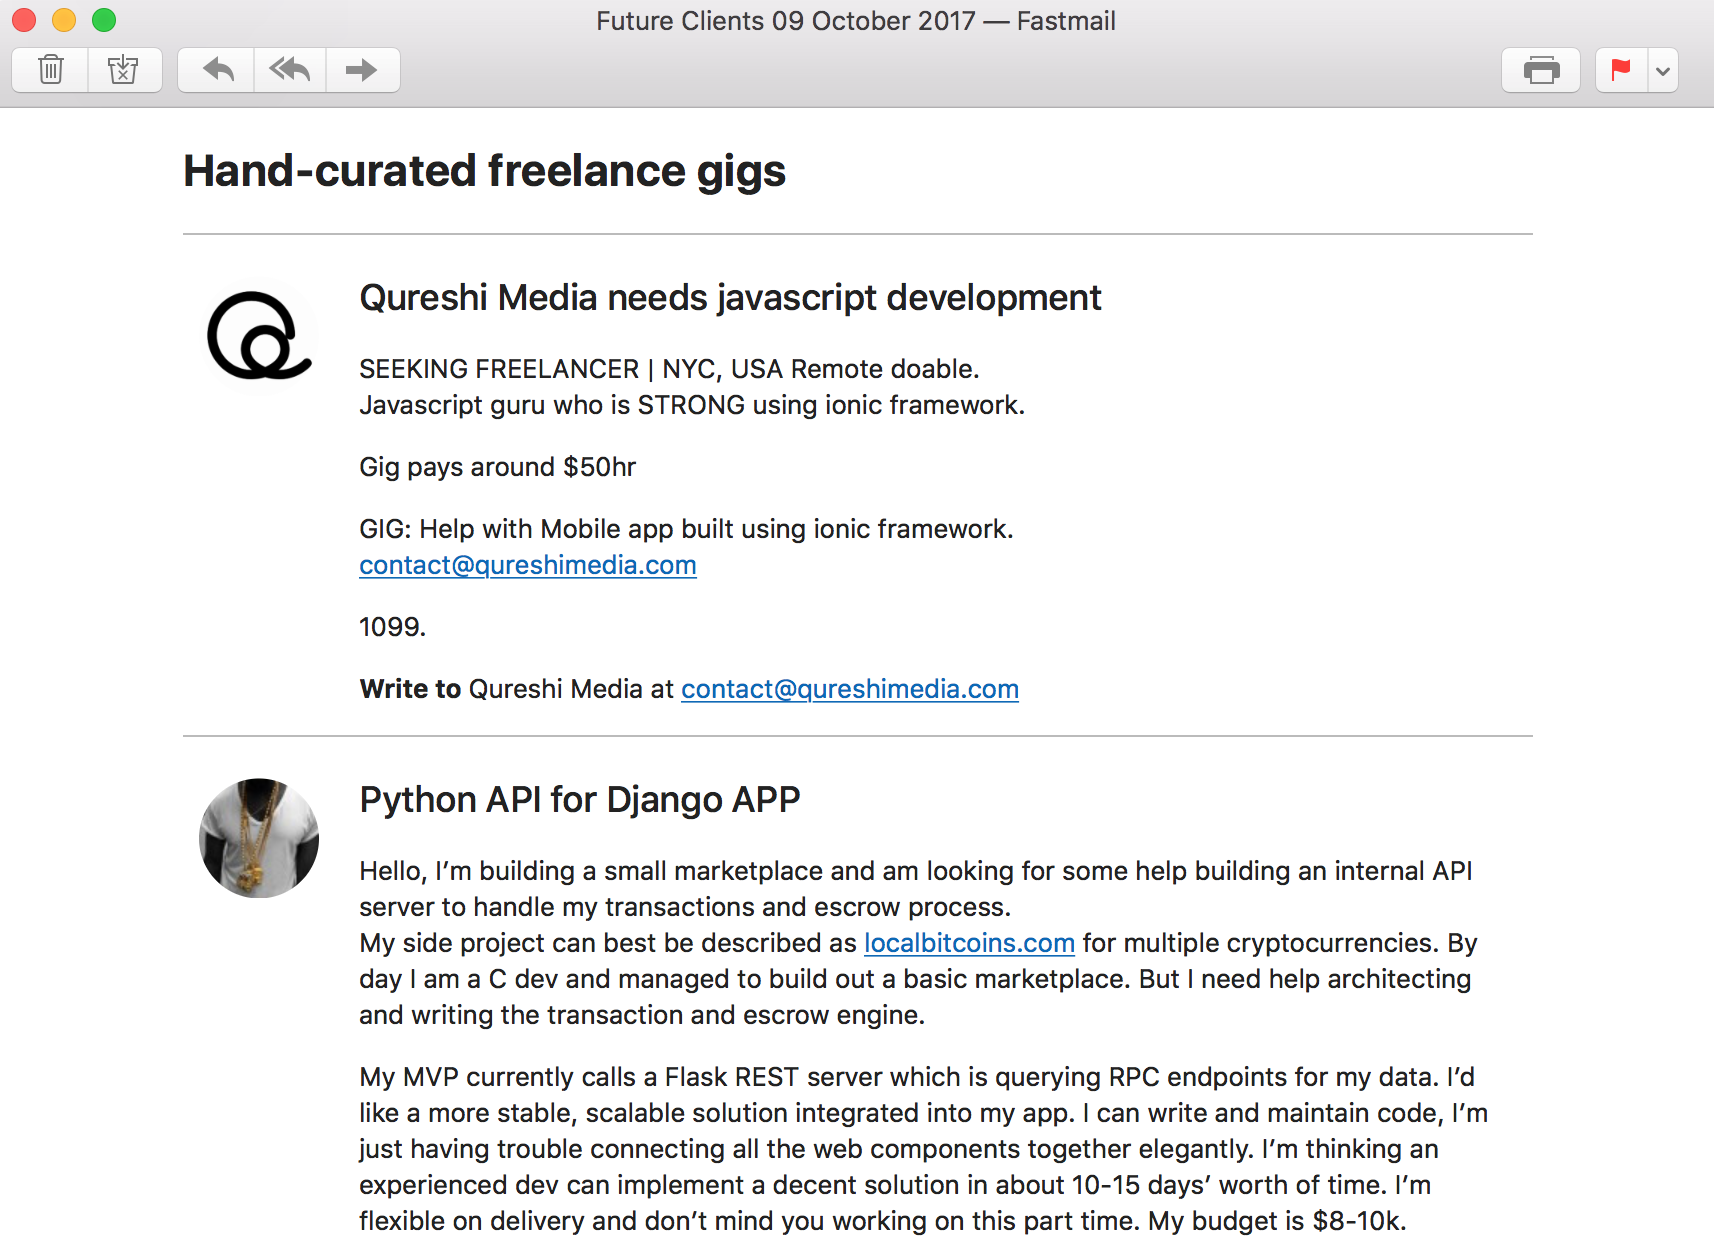 Future Clients 09 October 2017 — Fastmail
Hand-curated freelance gigs
Qureshi Media needs javascript development
SEEKING FREELANCER | NYC, USA Remote doable.
Javascript guru who is STRONG using ionic framework.
Gig pays around $50hr
GIG: Help with Mobile app built using ionic framework.
contact@qureshimedia.com
1099.
Write to Qureshi Media at contact@qureshimedia.com
Python API for Django APP
Hello, I’m building a small marketplace and am looking for some help building an internal API
server to handle my transactions and escrow process.
My side project can best be described as localbitcoins.com for multiple cryptocurrencies. By
day I am a C dev and managed to build out a basic marketplace. But I need help architecting
and writing the transaction and escrow engine.
My MVP currently calls a Flask REST server which is querying RPC endpoints for my data. I’d
like a more stable, scalable solution integrated into my app. I can write and maintain code, I’m
just having trouble connecting all the web components together elegantly. I’m thinking an
experienced dev can implement a decent solution in about 10-15 days’ worth of time. I’m
flexible on delivery and don’t mind you working on this part time. My budget is $8-10k.